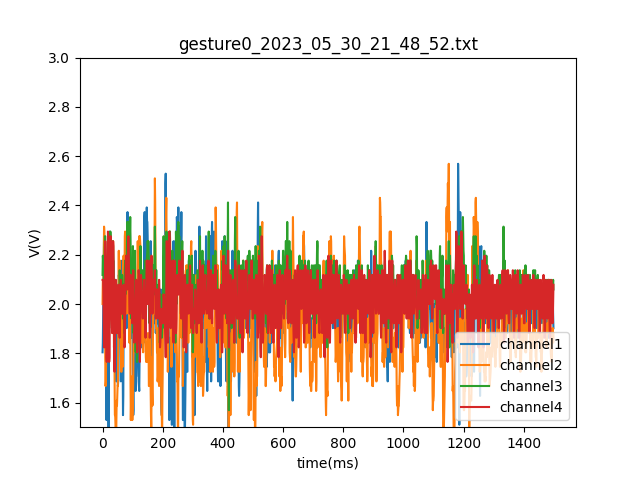 gesture0_2023_05_30_21_48_52.txt
3.0
2.8
2.6
2.4
2.2
2.0
1.8
1.6
V(V)
channel1
channel2
channel3
channel4
0 200 400 600 800 1000 1200 1400
time(ms)